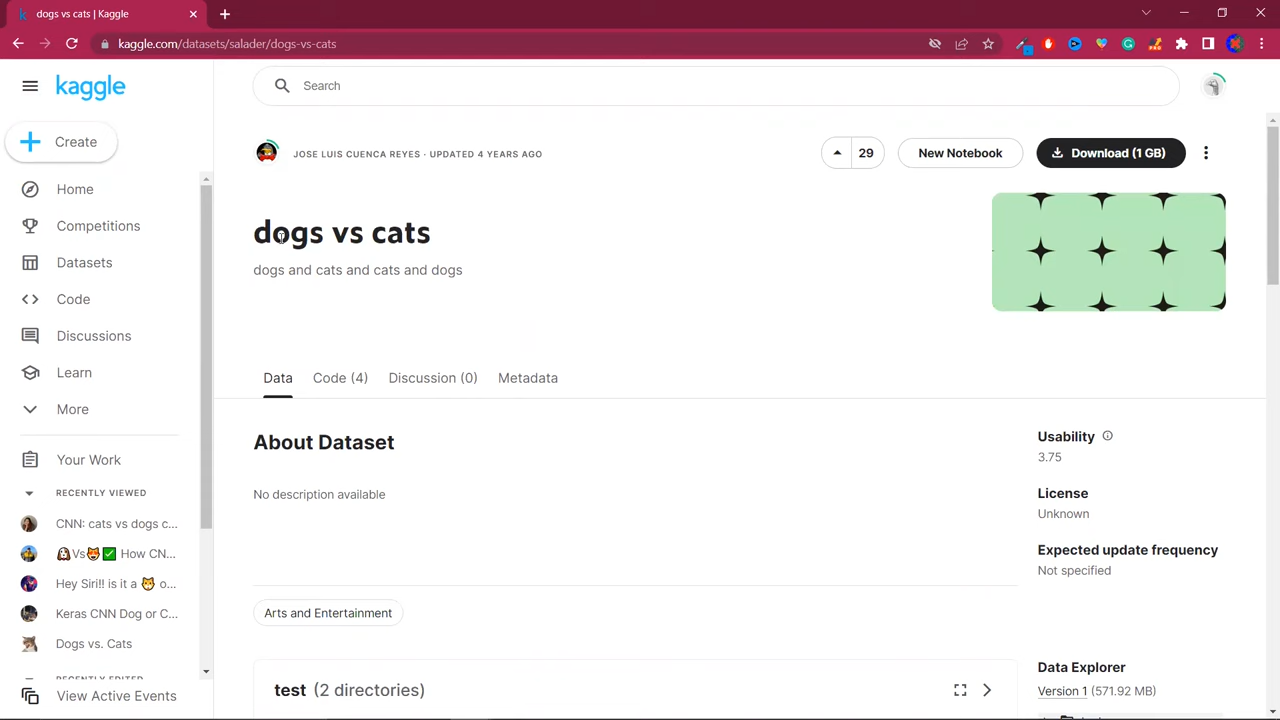 dogs vs cats | Kaggle
kaggle.com/datasets/salader/dogs-vs-cats
kaggle
Search
Create
Home
Competitions
Datasets
Code
Discussions
Learn
More
Your Work
RECENTLY VIEWED
CNN: cats vs dogs c...
🐶Vs🐱✅ How CN...
Hey Siri!! is it a 🐱 o...
Keras CNN Dog or C...
Dogs vs. Cats
RECENTLY EDITED
View Active Events
JOSE LUIS CUENCA REYES · UPDATED 4 YEARS AGO
29
New Notebook
Download (1 GB)
dogs vs cats
dogs and cats and cats and dogs
Data Code (4) Discussion (0) Metadata
About Dataset
No description available
Arts and Entertainment
test (2 directories)
Usability
3.75
License
Unknown
Expected update frequency
Not specified
Data Explorer
Version 1 (571.92 MB)